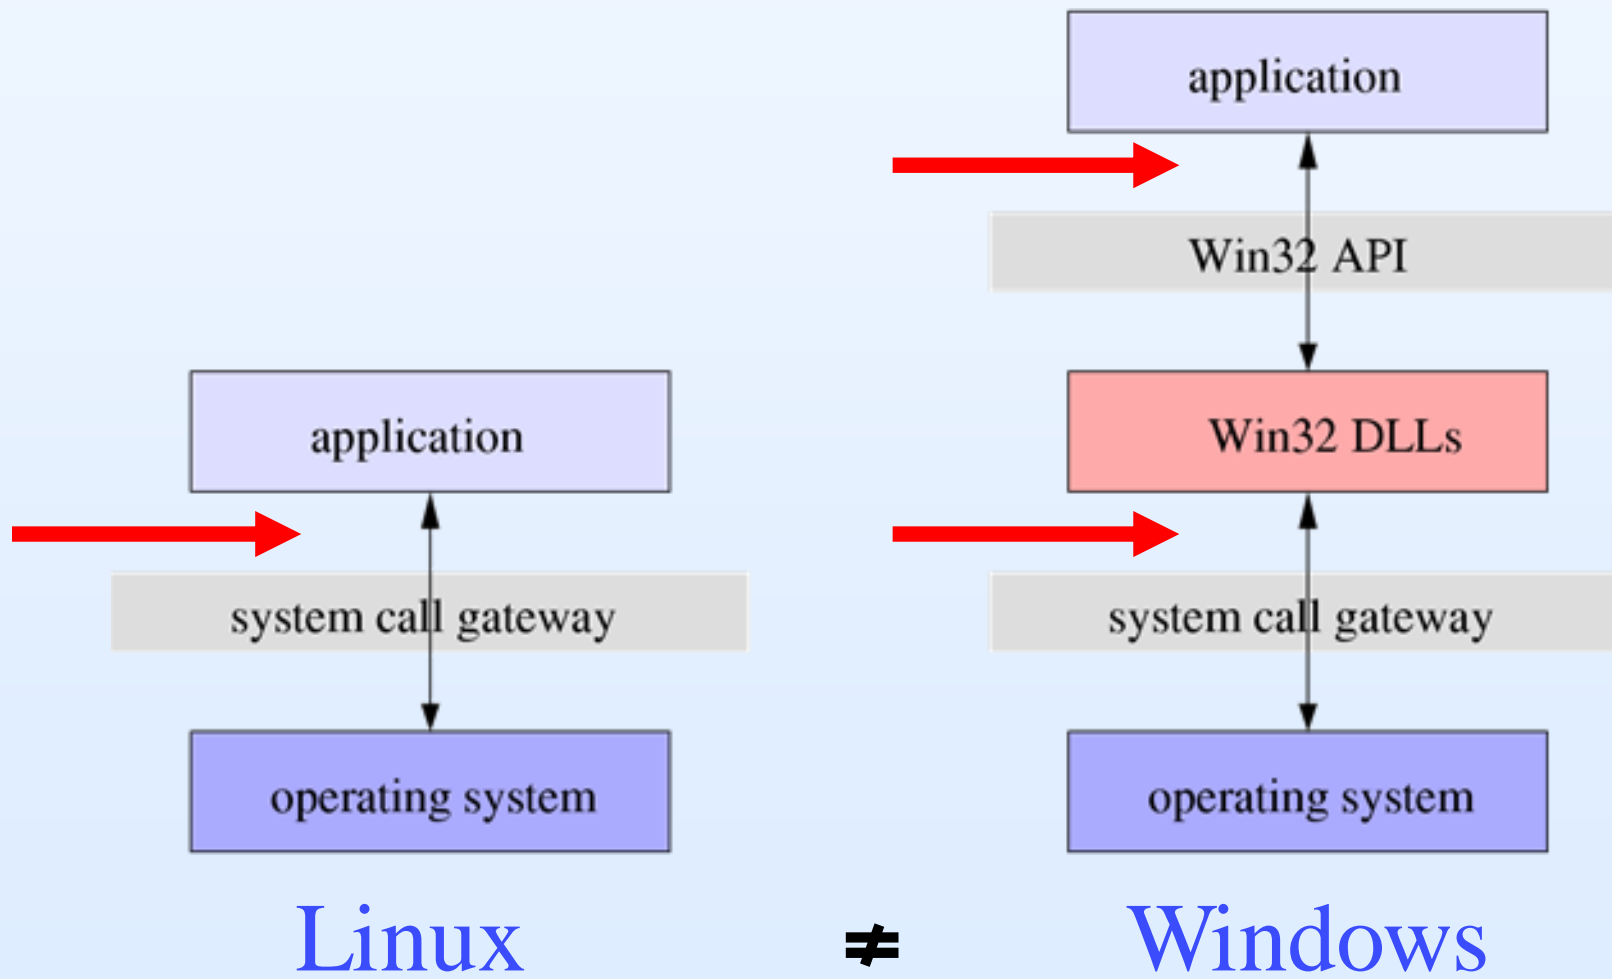 application
Win32 API
application
Win32 DLLs
system call gateway
system call gateway
operating system
operating system
Linux ≠ Windows